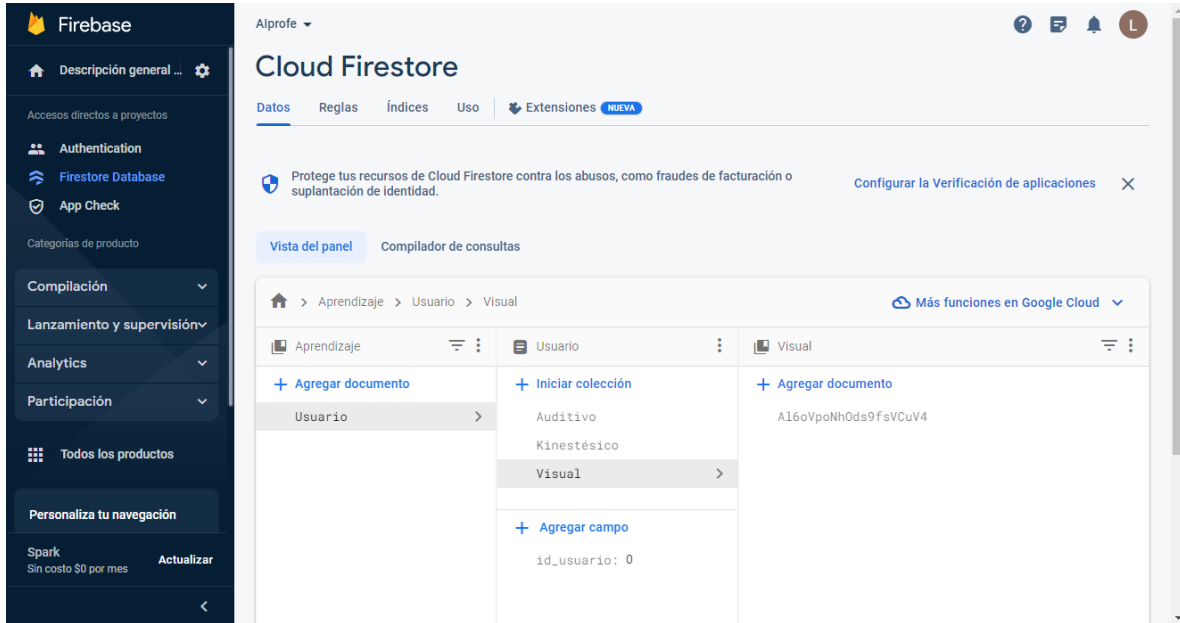 Firebase
Descripción general ...
Accesos directos a proyectos
Authentication
Firestore Database
App Check
Categorías de producto
Compilación
Lanzamiento y supervisión
Analytics
Participación
Todos los productos
Personaliza tu navegación
Spark
Sin costo $0 por mes
Actualizar
AIprofe
L
Cloud Firestore
Datos Reglas Índices Uso Extensiones NUEVA
Protege tus recursos de Cloud Firestore contra los abusos, como fraudes de facturación o
suplantación de identidad.
Configurar la Verificación de aplicaciones
Vista del panel Compilador de consultas
Aprendizaje > Usuario > Visual
Más funciones en Google Cloud
Aprendizaje
Agregar documento
Usuario
Usuario
Iniciar colección
Auditivo
Kinestésico
Visual
Agregar campo
id_usuario: 0
Visual
Agregar documento
Al6oVpoNhOds9fsVCuV4